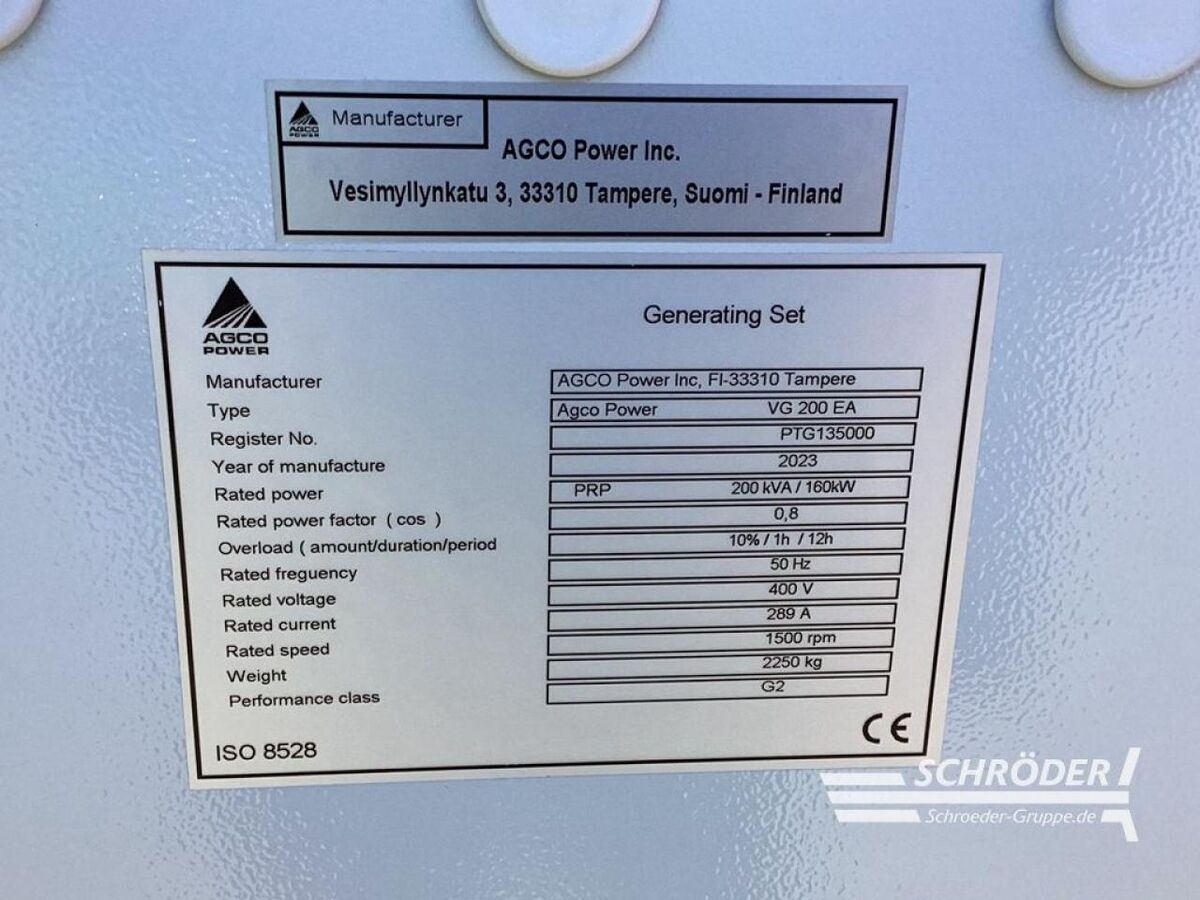 AGCO POWER Manufacturer
AGCO Power Inc.
Vesimyllynkatu 3, 33310 Tampere, Suomi - Finland
AGCO
POWER
Generating Set
Manufacturer AGCO Power Inc, FI-33310 Tampere
Type Agco Power VG 200 EA
Register No. PTG135000
Year of manufacture 2023
Rated power PRP 200 kVA / 160kW
Rated power factor ( cos ) 0,8
Overload ( amount/duration/period 10% / 1h / 12h
Rated freguency 50 Hz
Rated voltage 400 V
Rated current 289 A
Rated speed 1500 rpm
Weight 2250 kg
Performance class G2
ISO 8528
CE
SCHRÖDER
Schroeder-Gruppe.de